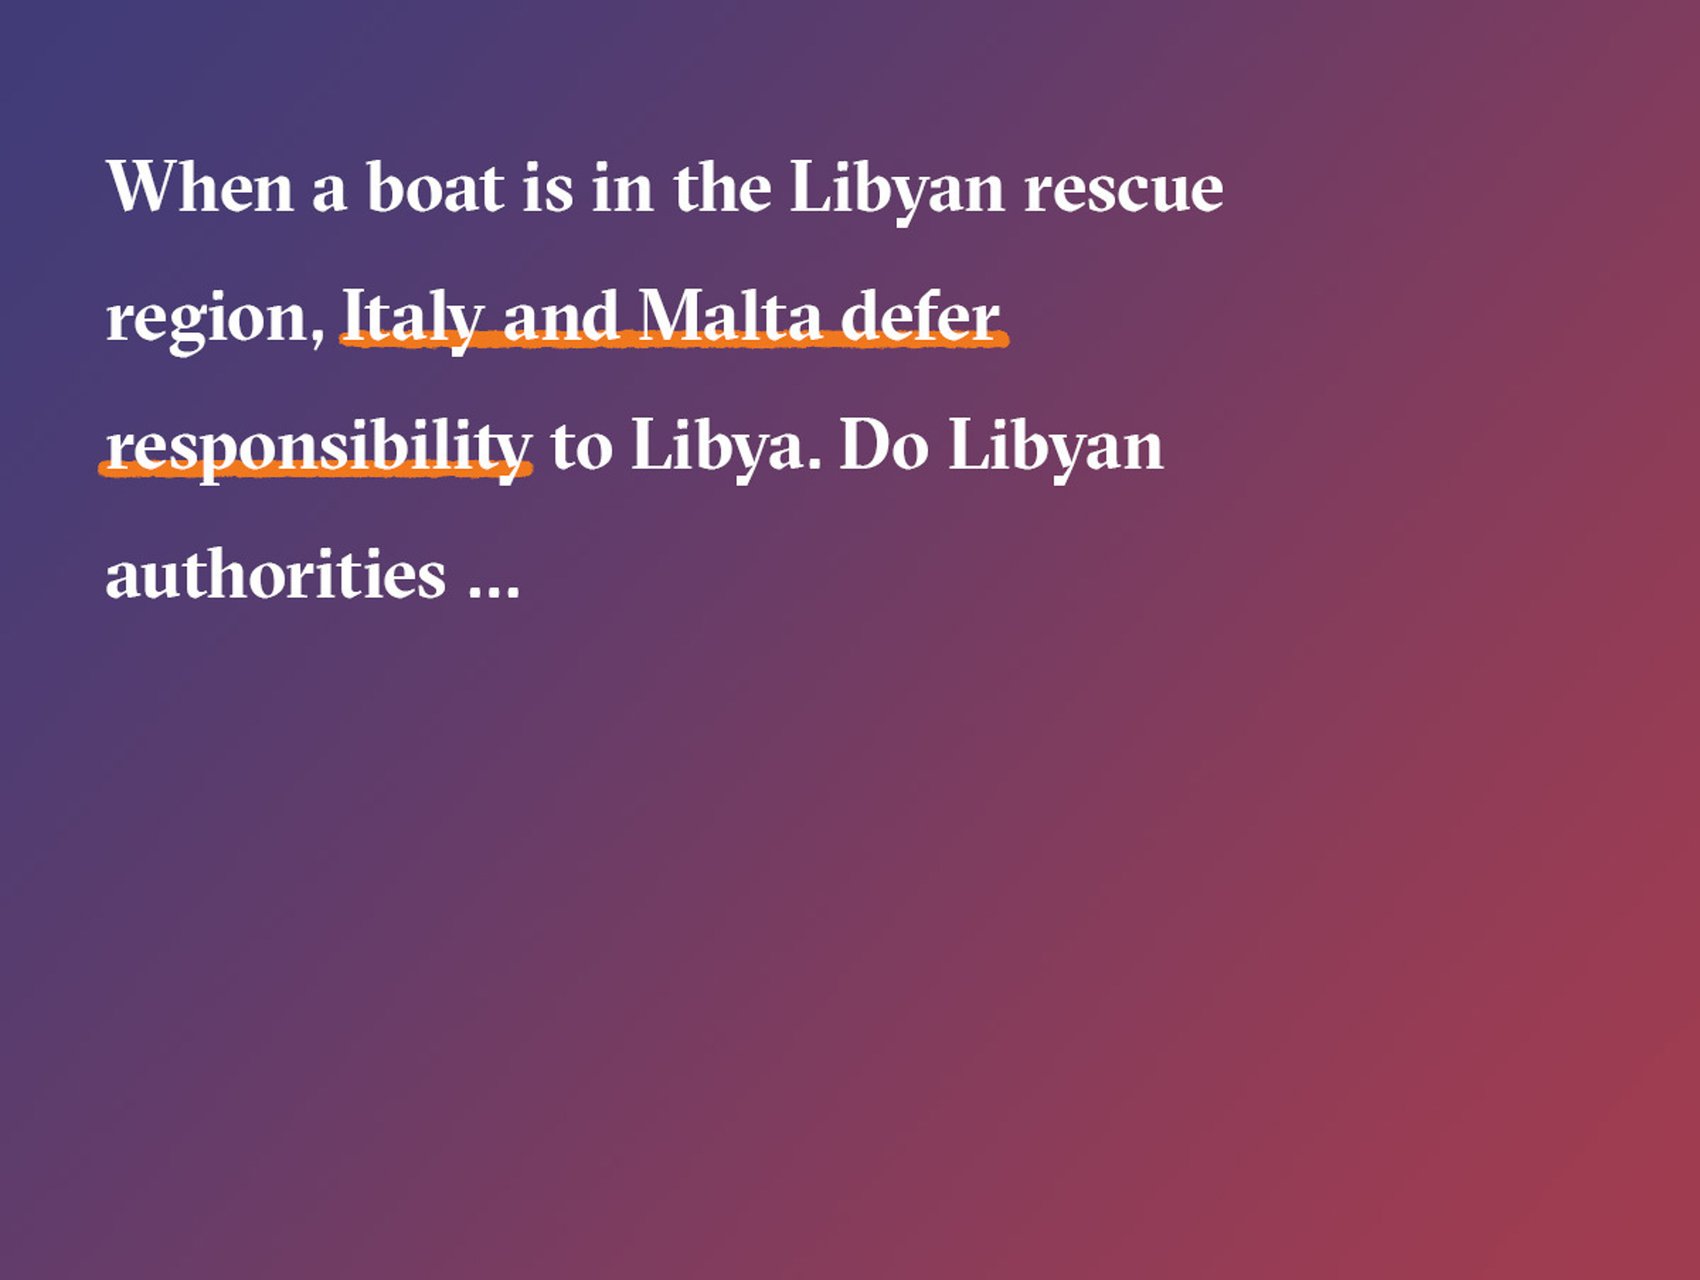 When a boat is in the Libyan rescue
region, Italy and Malta defer
responsibility to Libya. Do Libyan
authorities ...